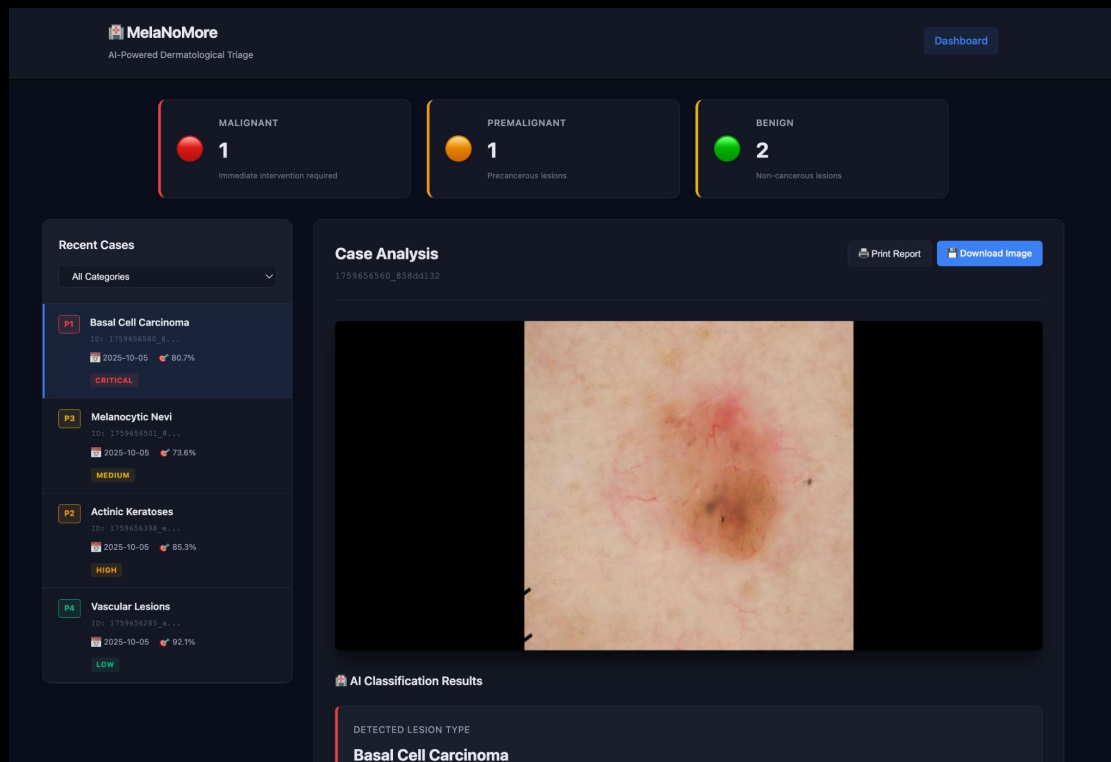 MelaNoMore
AI-Powered Dermatological Triage
Dashboard
MALIGNANT
1
Immediate intervention required
PREMALIGNANT
1
Precancerous lesions
BENIGN
2
Non-cancerous lesions
Recent Cases
All Categories
P1
Basal Cell Carcinoma
ID: 1759656560_8...
2025-10-05 80.7%
CRITICAL
P3
Melanocytic Nevi
ID: 1759656501_8...
2025-10-05 73.6%
MEDIUM
P2
Actinic Keratoses
ID: 1759656398_e...
2025-10-05 85.3%
HIGH
P4
Vascular Lesions
ID: 1759656285_e...
2025-10-05 92.1%
LOW
Case Analysis
1759656560_858dd132
Print Report
Download Image
AI Classification Results
DETECTED LESION TYPE
Basal Cell Carcinoma